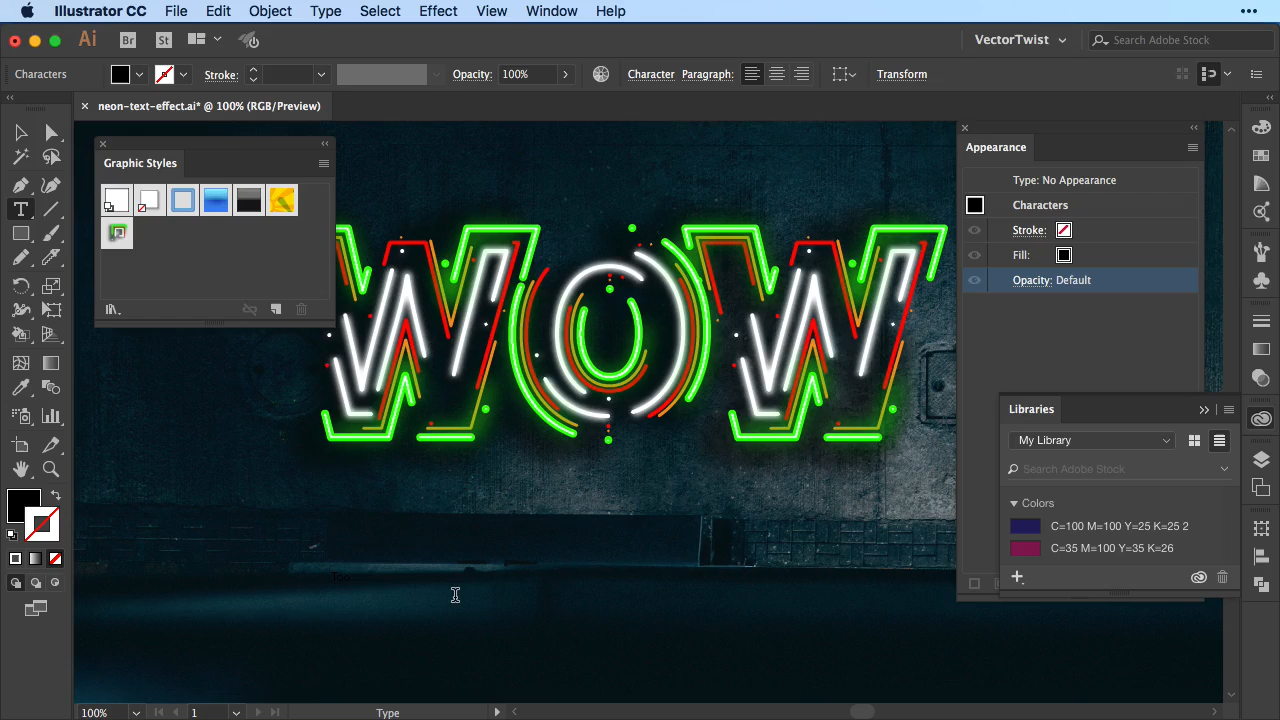 Illustrator CC File Edit Object Type Select Effect View Window Help
Ai Br St VectorTwist Search Adobe Stock
Characters Stroke: Opacity: 100% Character Paragraph: Transform
neon-text-effect.ai* @ 100% (RGB/Preview)
Graphic Styles
Appearance
Type: No Appearance
Characters
Stroke:
Fill:
Opacity: Default
WOW
Libraries
My Library
Search Adobe Stock
Colors
C=100 M=100 Y=25 K=25 2
C=35 M=100 Y=35 K=26
100% 1 Type